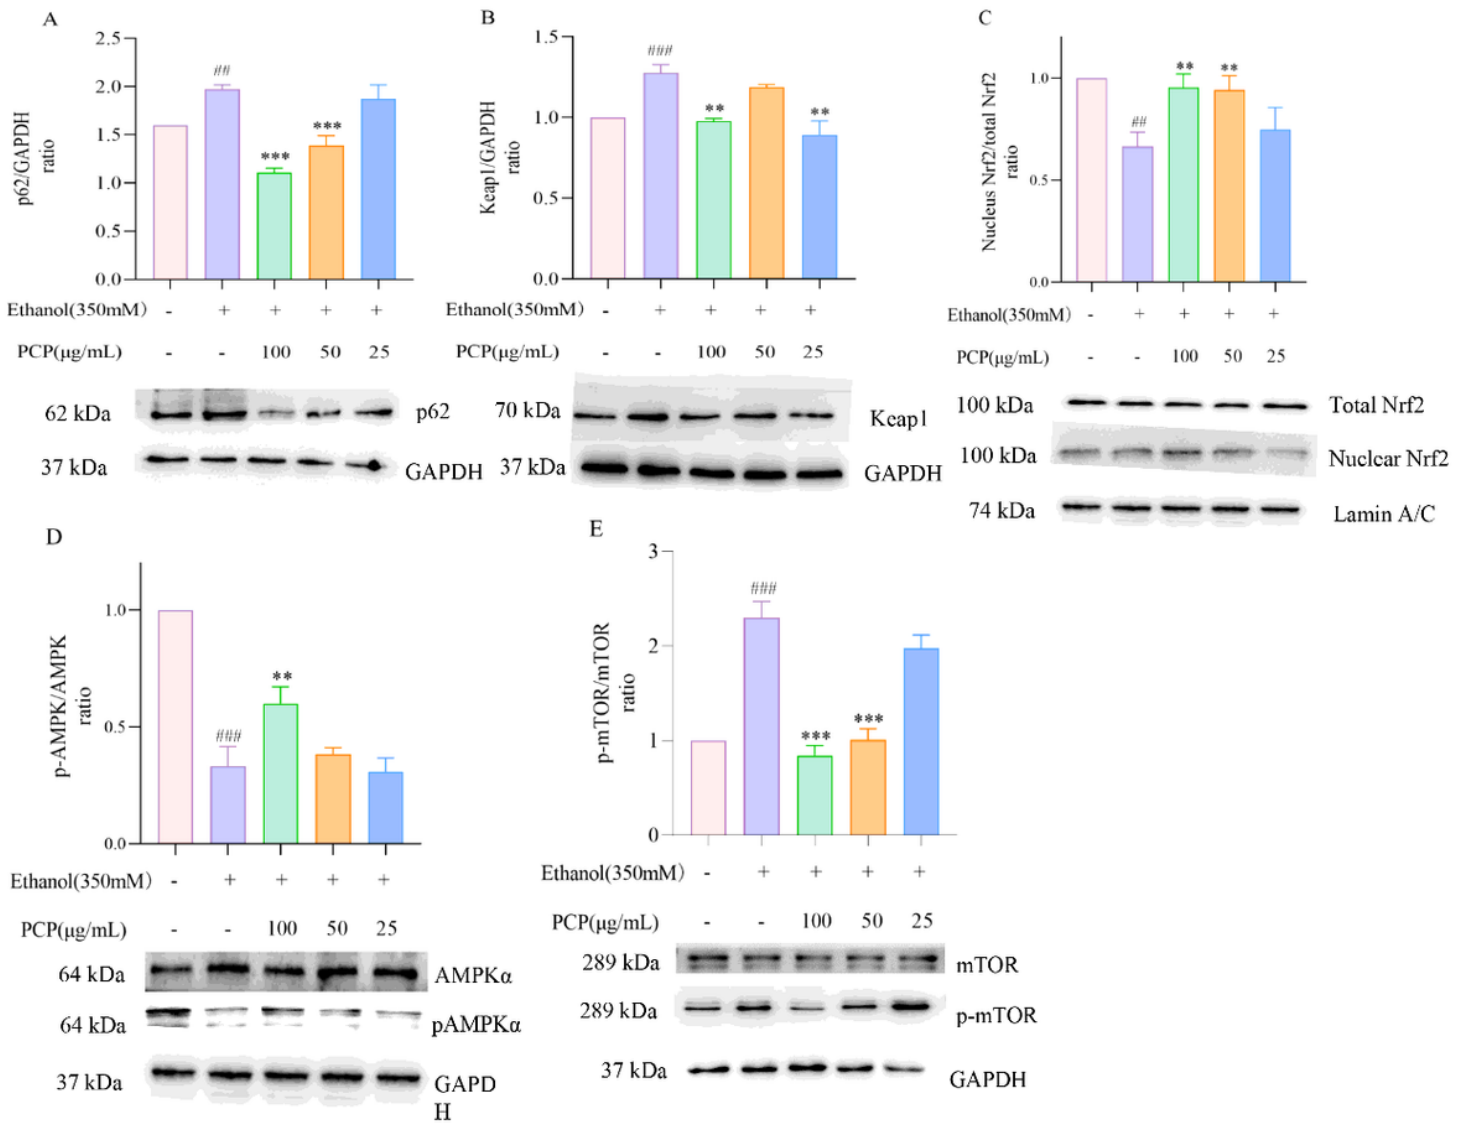 A
2.5
2.0
1.5
1.0
0.5
0.0
p62/GAPDH
ratio
##
***
***
Ethanol(350mM) - + + + +
PCP(μg/mL) - - 100 50 25
62 kDa p62
37 kDa GAPDH
B
1.5
1.0
0.5
0.0
Keap1/GAPDH
ratio
###
**
**
Ethanol(350mM) - + + + +
PCP(μg/mL) - - 100 50 25
70 kDa Keap1
37 kDa GAPDH
C
1.0
0.5
0.0
Nucleus Nrf2/total Nrf2
ratio
##
**
**
Ethanol(350mM) - + + + +
PCP(μg/mL) - - 100 50 25
100 kDa Total Nrf2
100 kDa Nuclear Nrf2
74 kDa Lamin A/C
D
1.0
0.5
0.0
p-AMPK/AMPK
ratio
###
**
Ethanol(350mM) - + + + +
PCP(μg/mL) - - 100 50 25
64 kDa AMPKα
64 kDa pAMPKα
37 kDa GAPD
H
E
3
2
1
0
p-mTOR/mTOR
ratio
###
***
***
Ethanol(350mM) - + + + +
PCP(μg/mL) - - 100 50 25
289 kDa mTOR
289 kDa p-mTOR
37 kDa GAPDH